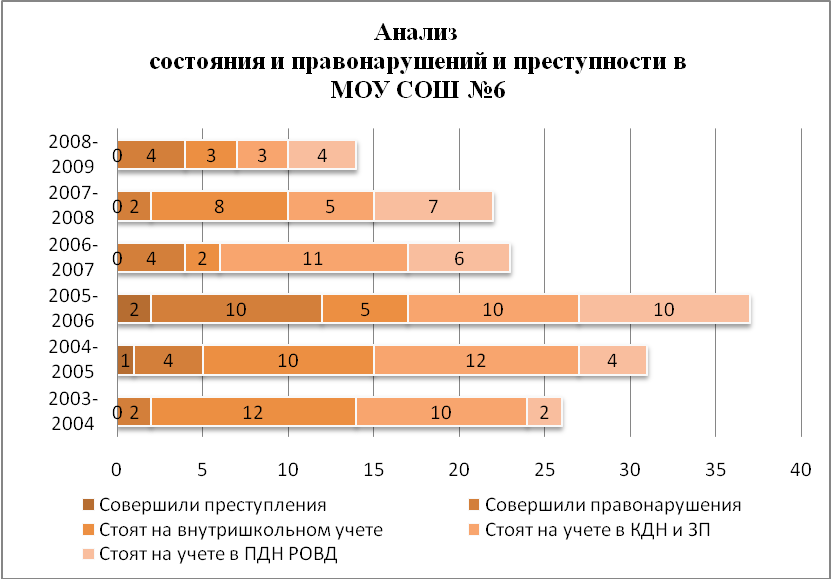 Анализ
состояния и правонарушений и преступности в
МОУ СОШ №6
2008-
2009
0 4 3 3 4
2007-
2008
0 2 8 5 7
2006-
2007
0 4 2 11 6
2005-
2006
2 10 5 10 10
2004-
2005
1 4 10 12 4
2003-
2004
0 2 12 10 2
0 5 10 15 20 25 30 35 40
Совершили преступления
Совершили правонарушения
Стоят на внутришкольном учете
Стоят на учете в КДН и ЗП
Стоят на учете в ПДН РОВД